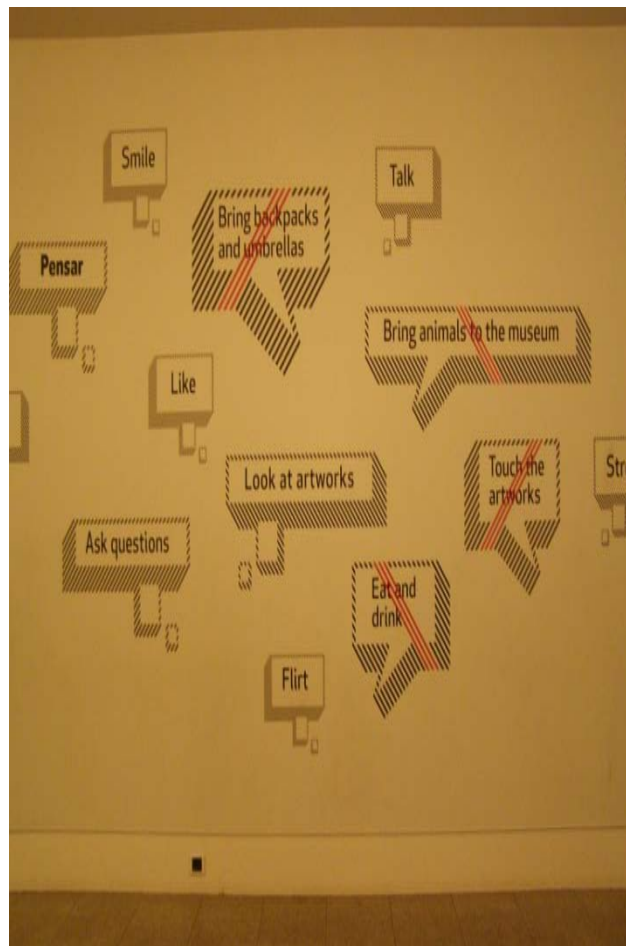 Smile
Talk
Bring backpacks
and umbrellas
Pensar
Bring animals to the museum
Like
Look at artworks
Touch the
artworks
Ask questions
Eat and
drink
Flirt